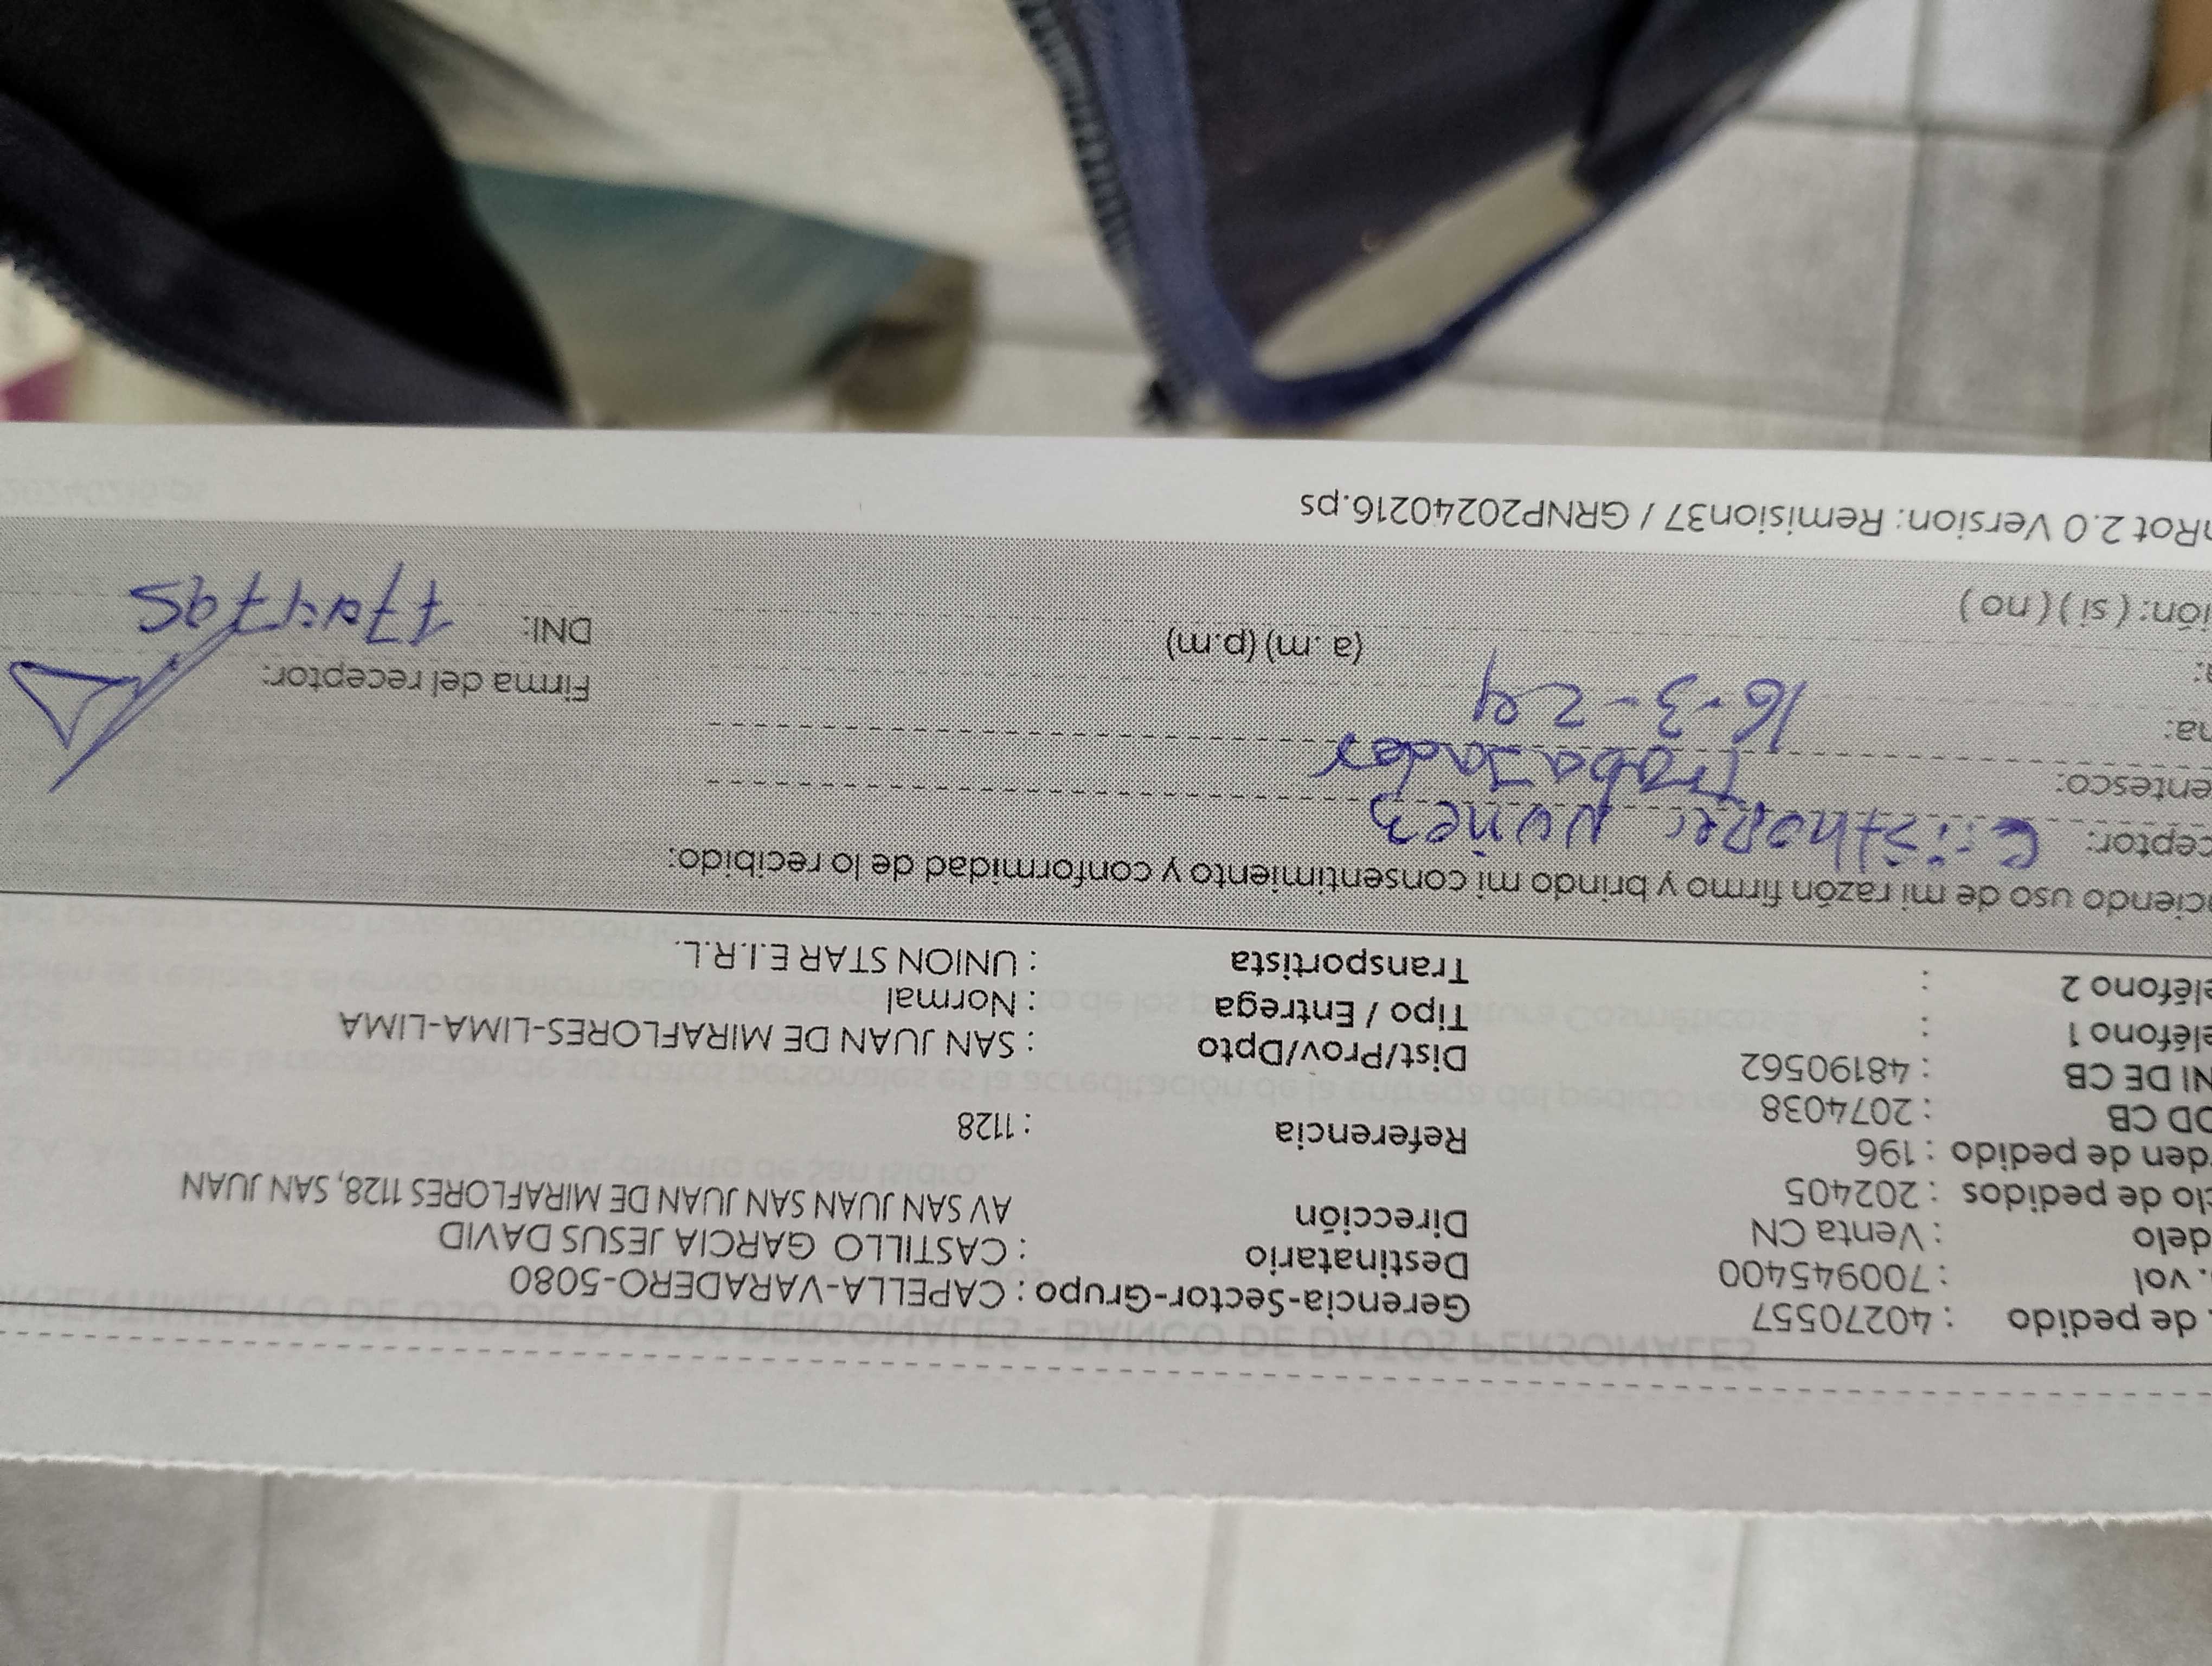 . de pedido : 40270557 Gerencia-Sector-Grupo : CAPELLA-VARADERO-5080
. vol : 700945400 Destinatario : CASTILLO GARCIA JESUS DAVID
delo : Venta CN Dirección AV SAN JUAN SAN JUAN DE MIRAFLORES 1128, SAN JUAN
clo de pedidos : 202405
rden de pedido : 196 Referencia : 1128
OD CB : 2074038
NI DE CB : 48190562 Dist/Prov/Dpto : SAN JUAN DE MIRAFLORES-LIMA-LIMA
eléfono 1 : Tipo / Entrega : Normal
eléfono 2 : Transportista : UNION STAR E.I.R.L.
ciendo uso de mi razón firmo y brindo mi consentimiento y conformidad de lo recibido:
ceptor: Cristhoper Nuñez
entesco: TrabaJador
ha: 16-3-24 Firma del receptor:
a: (a. m) (p.m) DNI:
ión: ( si ) ( no )
nRot 2.0 Version: Remision37 / GRNP20240216.ps